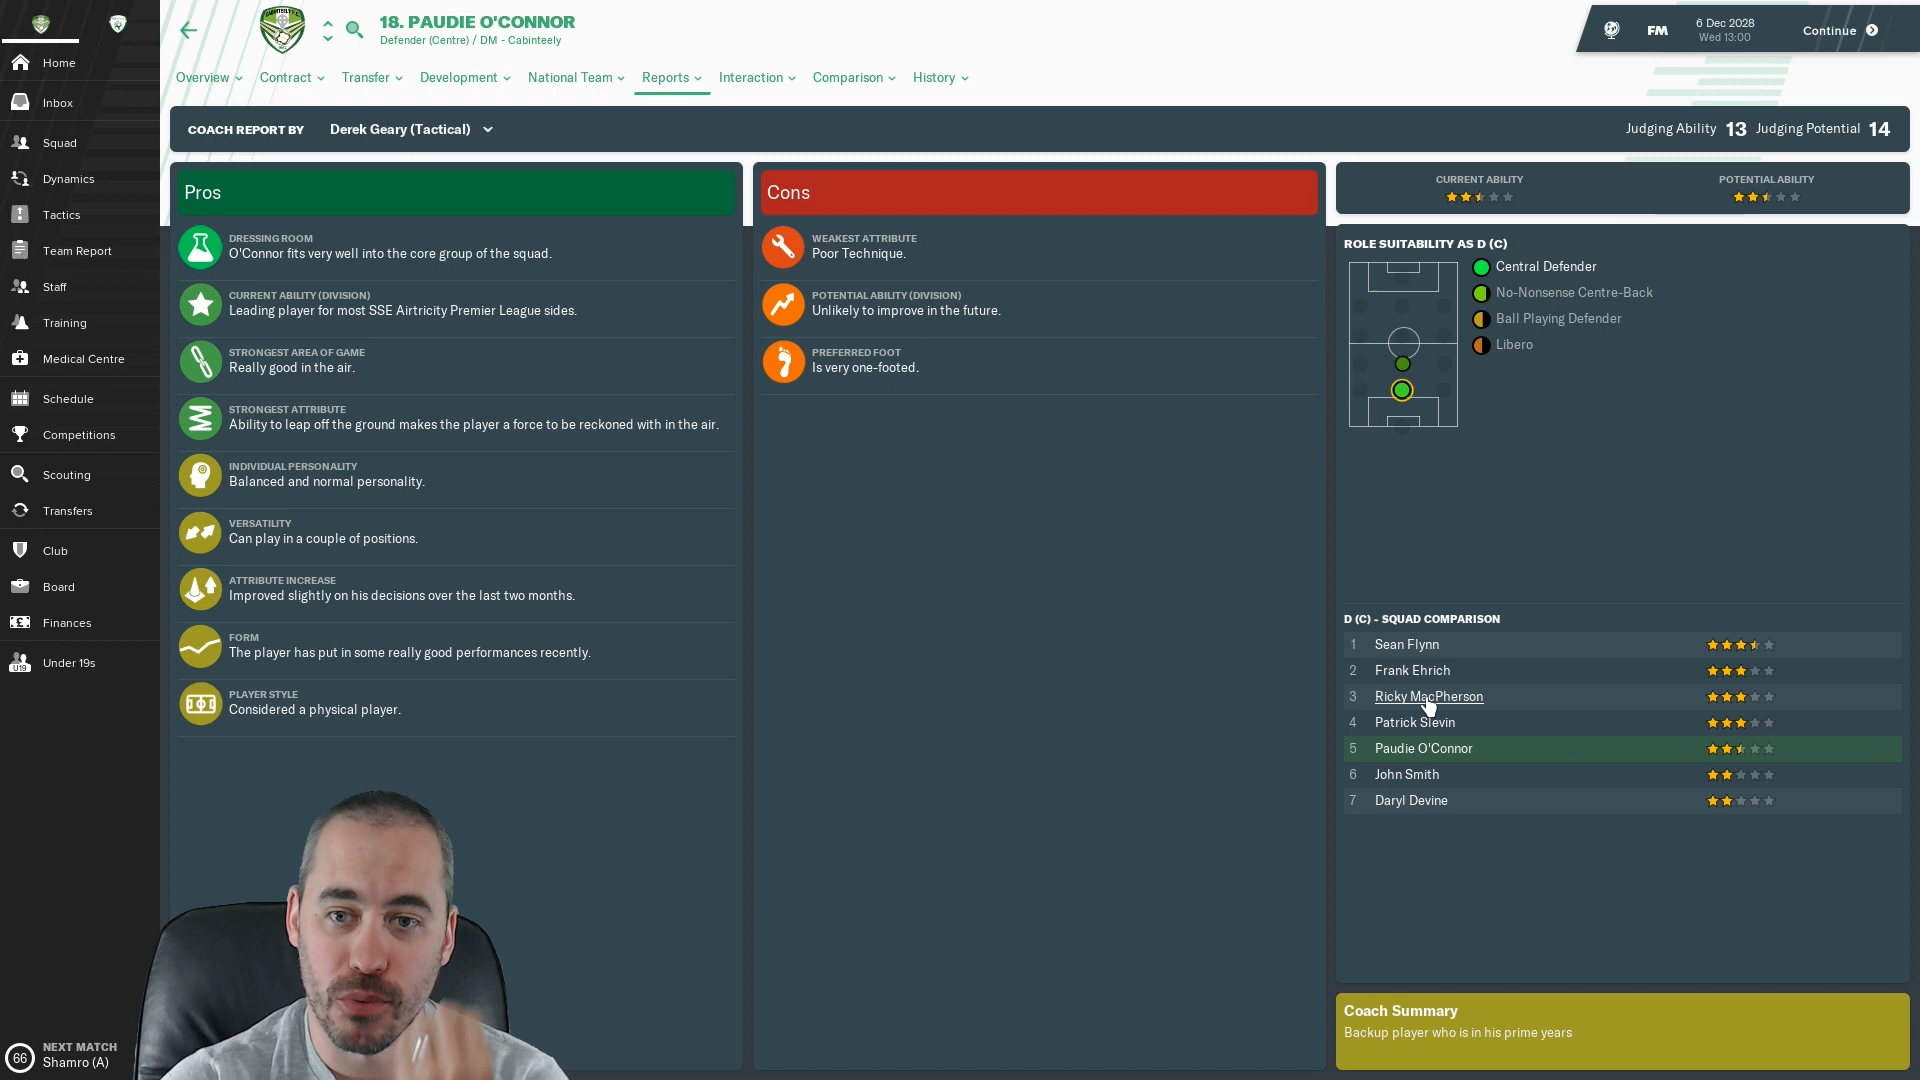 18. PAUDIE O'CONNOR
Defender (Centre) / DM - Cabinteely
FM
6 Dec 2028
Wed 13:00
Continue
Home
Inbox
Squad
Dynamics
Tactics
Team Report
Staff
Training
Medical Centre
Schedule
Competitions
Scouting
Transfers
Club
Board
Finances
U19
Under 19s
66
NEXT MATCH
Shamro (A)
Overview
Contract
Transfer
Development
National Team
Reports
Interaction
Comparison
History
COACH REPORT BY
Derek Geary (Tactical)
Judging Ability 13 Judging Potential 14
Pros
DRESSING ROOM
O'Connor fits very well into the core group of the squad.
CURRENT ABILITY (DIVISION)
Leading player for most SSE Airtricity Premier League sides.
STRONGEST AREA OF GAME
Really good in the air.
STRONGEST ATTRIBUTE
Ability to leap off the ground makes the player a force to be reckoned with in the air.
INDIVIDUAL PERSONALITY
Balanced and normal personality.
VERSATILITY
Can play in a couple of positions.
ATTRIBUTE INCREASE
Improved slightly on his decisions over the last two months.
FORM
The player has put in some really good performances recently.
PLAYER STYLE
Considered a physical player.
Cons
WEAKEST ATTRIBUTE
Poor Technique.
POTENTIAL ABILITY (DIVISION)
Unlikely to improve in the future.
PREFERRED FOOT
Is very one-footed.
CURRENT ABILITY
POTENTIAL ABILITY
ROLE SUITABILITY AS D (C)
Central Defender
No-Nonsense Centre-Back
Ball Playing Defender
Libero
D (C) - SQUAD COMPARISON
1 Sean Flynn
2 Frank Ehrich
3 Ricky MacPherson
4 Patrick Slevin
5 Paudie O'Connor
6 John Smith
7 Daryl Devine
Coach Summary
Backup player who is in his prime years